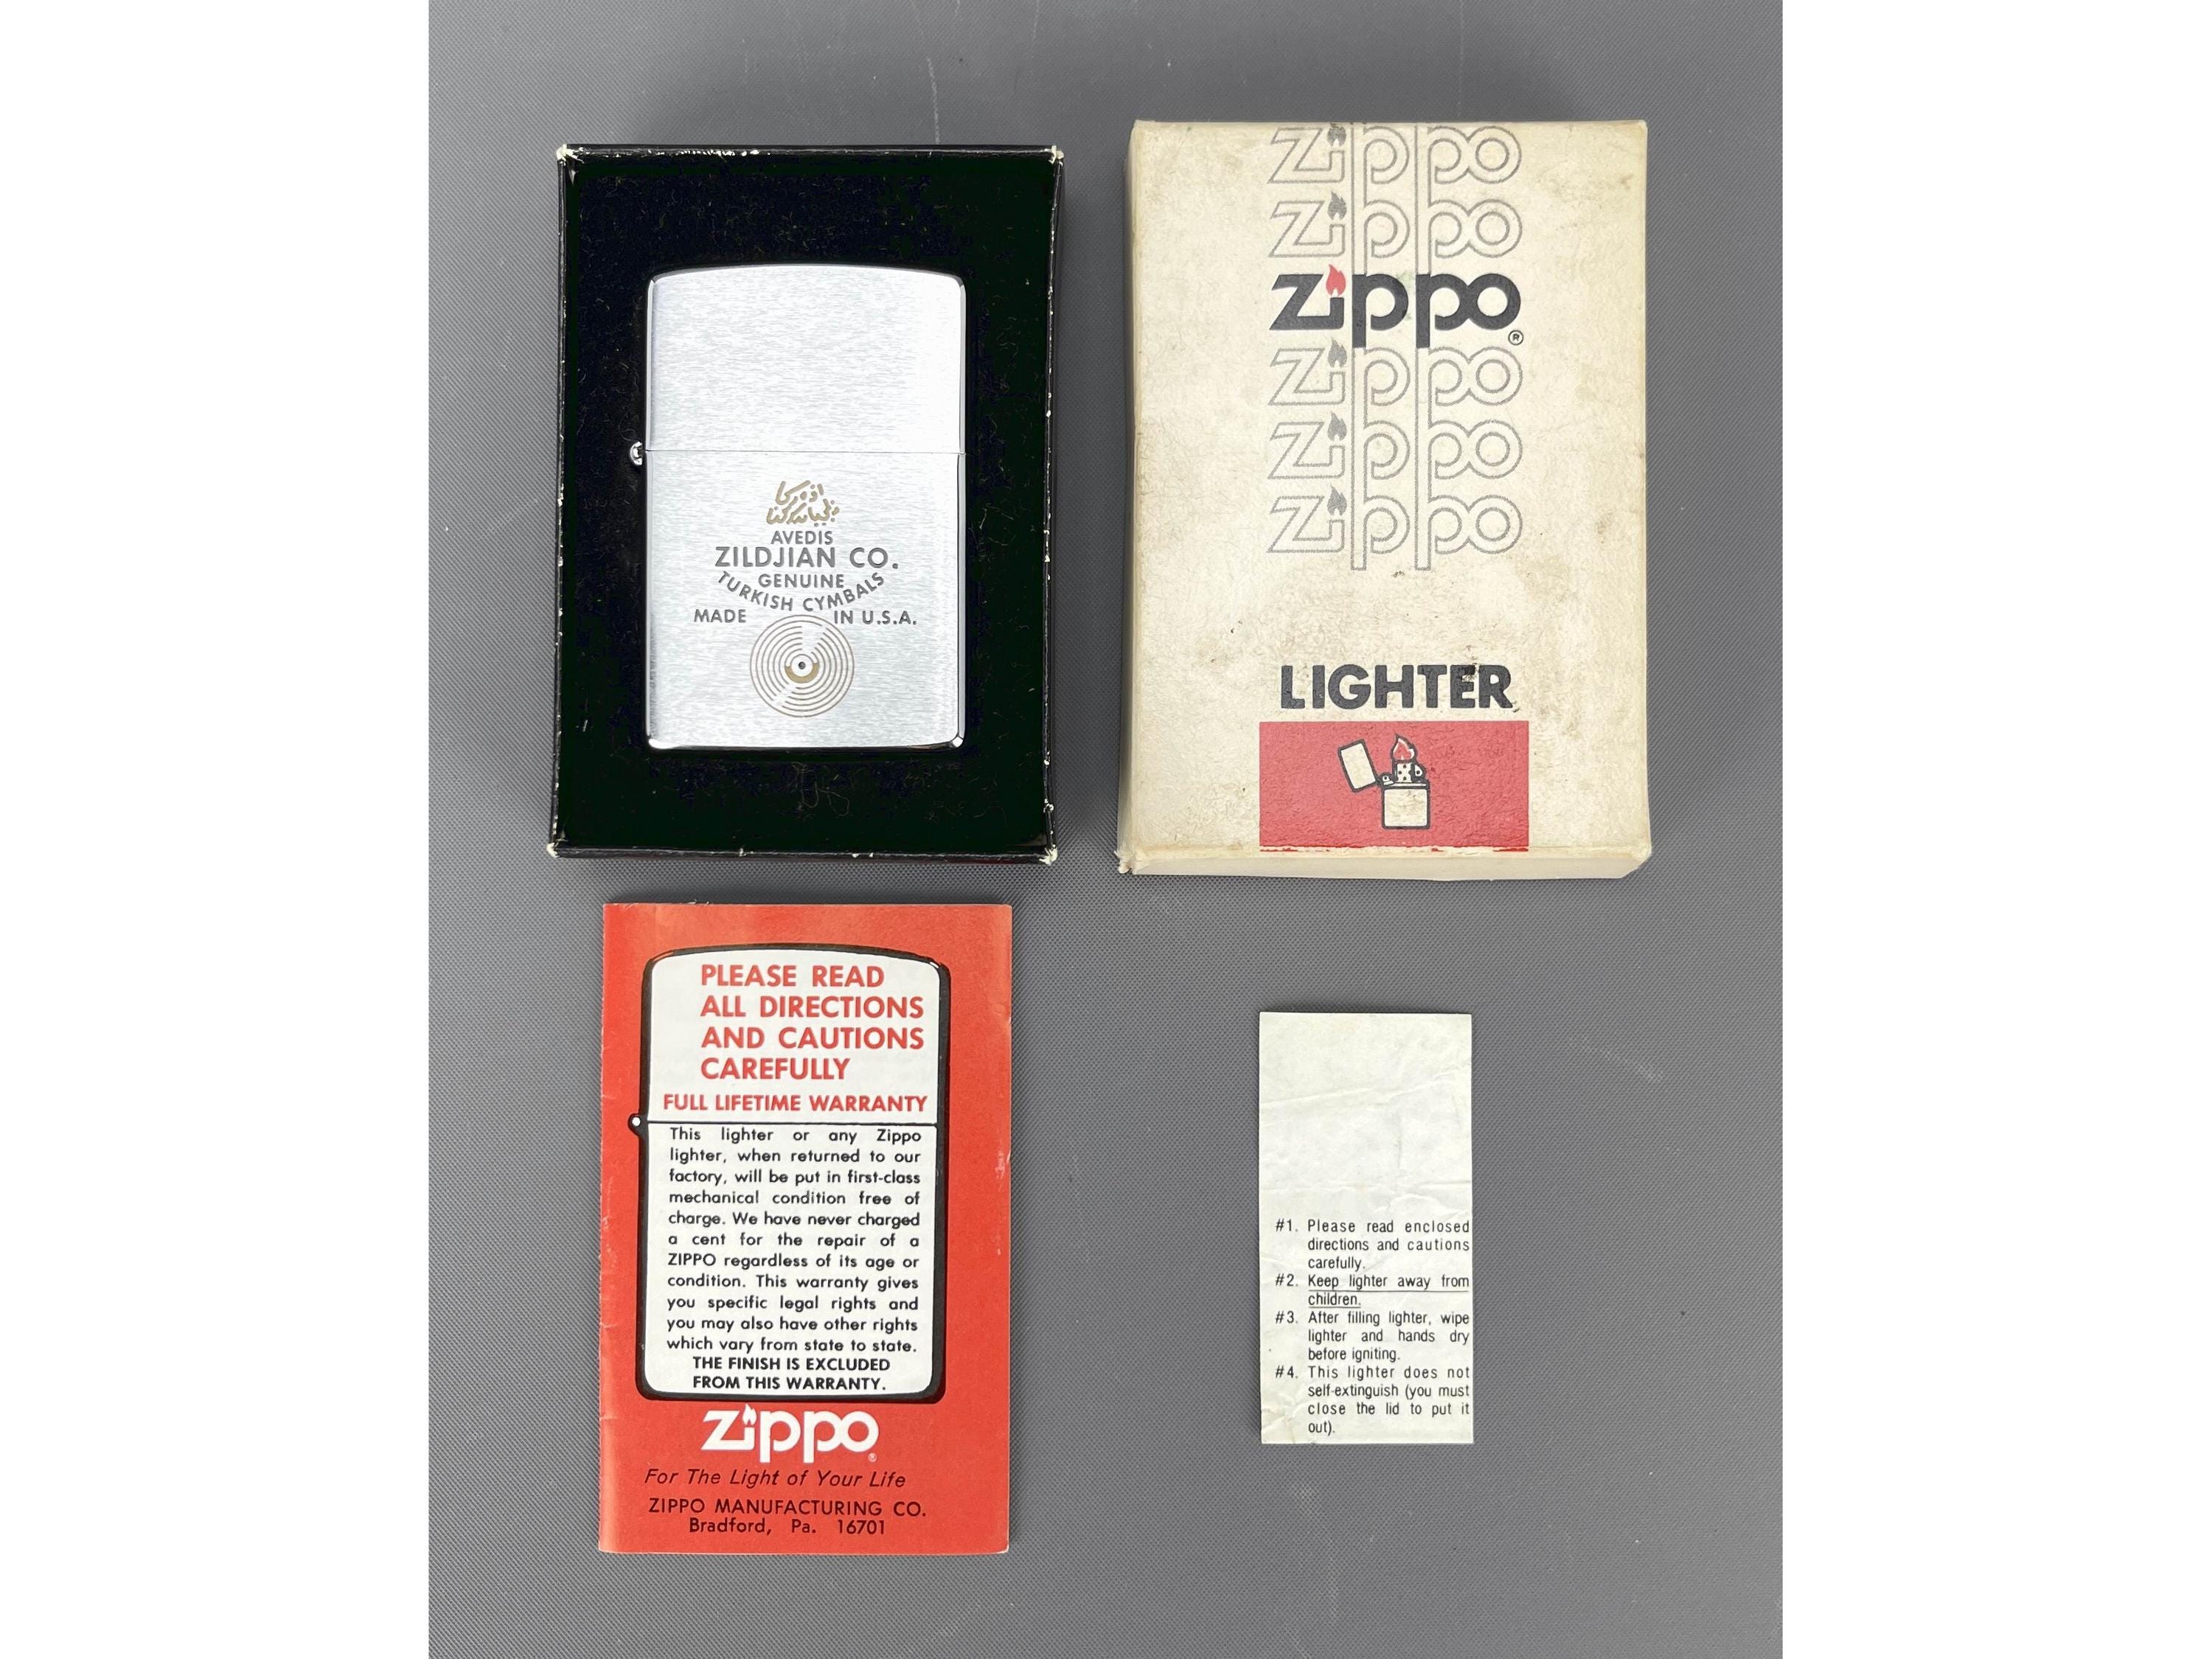 AVEDIS
ZILDJIAN CO.
GENUINE
TURKISH CYMBALS
MADE IN U.S.A.
zippo
zippo
zippo®
zippo
zippo
zippo
LIGHTER
PLEASE READ
ALL DIRECTIONS
AND CAUTIONS
CAREFULLY
FULL LIFETIME WARRANTY
This lighter or any Zippo
lighter, when returned to our
factory, will be put in first-class
mechanical condition free of
charge. We have never charged
a cent for the repair of a
ZIPPO regardless of its age or
condition. This warranty gives
you specific legal rights and
you may also have other rights
which vary from state to state.
THE FINISH IS EXCLUDED
FROM THIS WARRANTY.
zippo®
For The Light of Your Life
ZIPPO MANUFACTURING CO.
Bradford, Pa. 16701
#1. Please read enclosed
directions and cautions
carefully.
#2. Keep lighter away from
children.
#3. After filling lighter, wipe
lighter and hands dry
before igniting.
#4. This lighter does not
self-extinguish (you must
close the lid to put it
out).